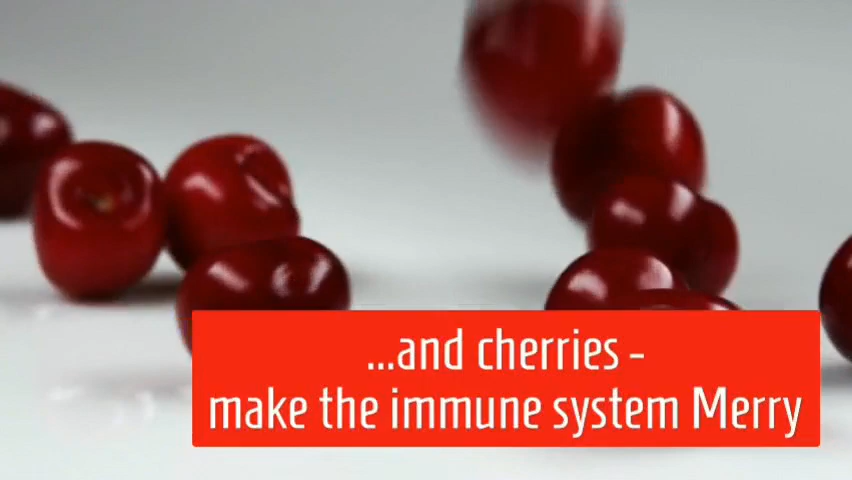 ...and cherries -
make the immune system Merry